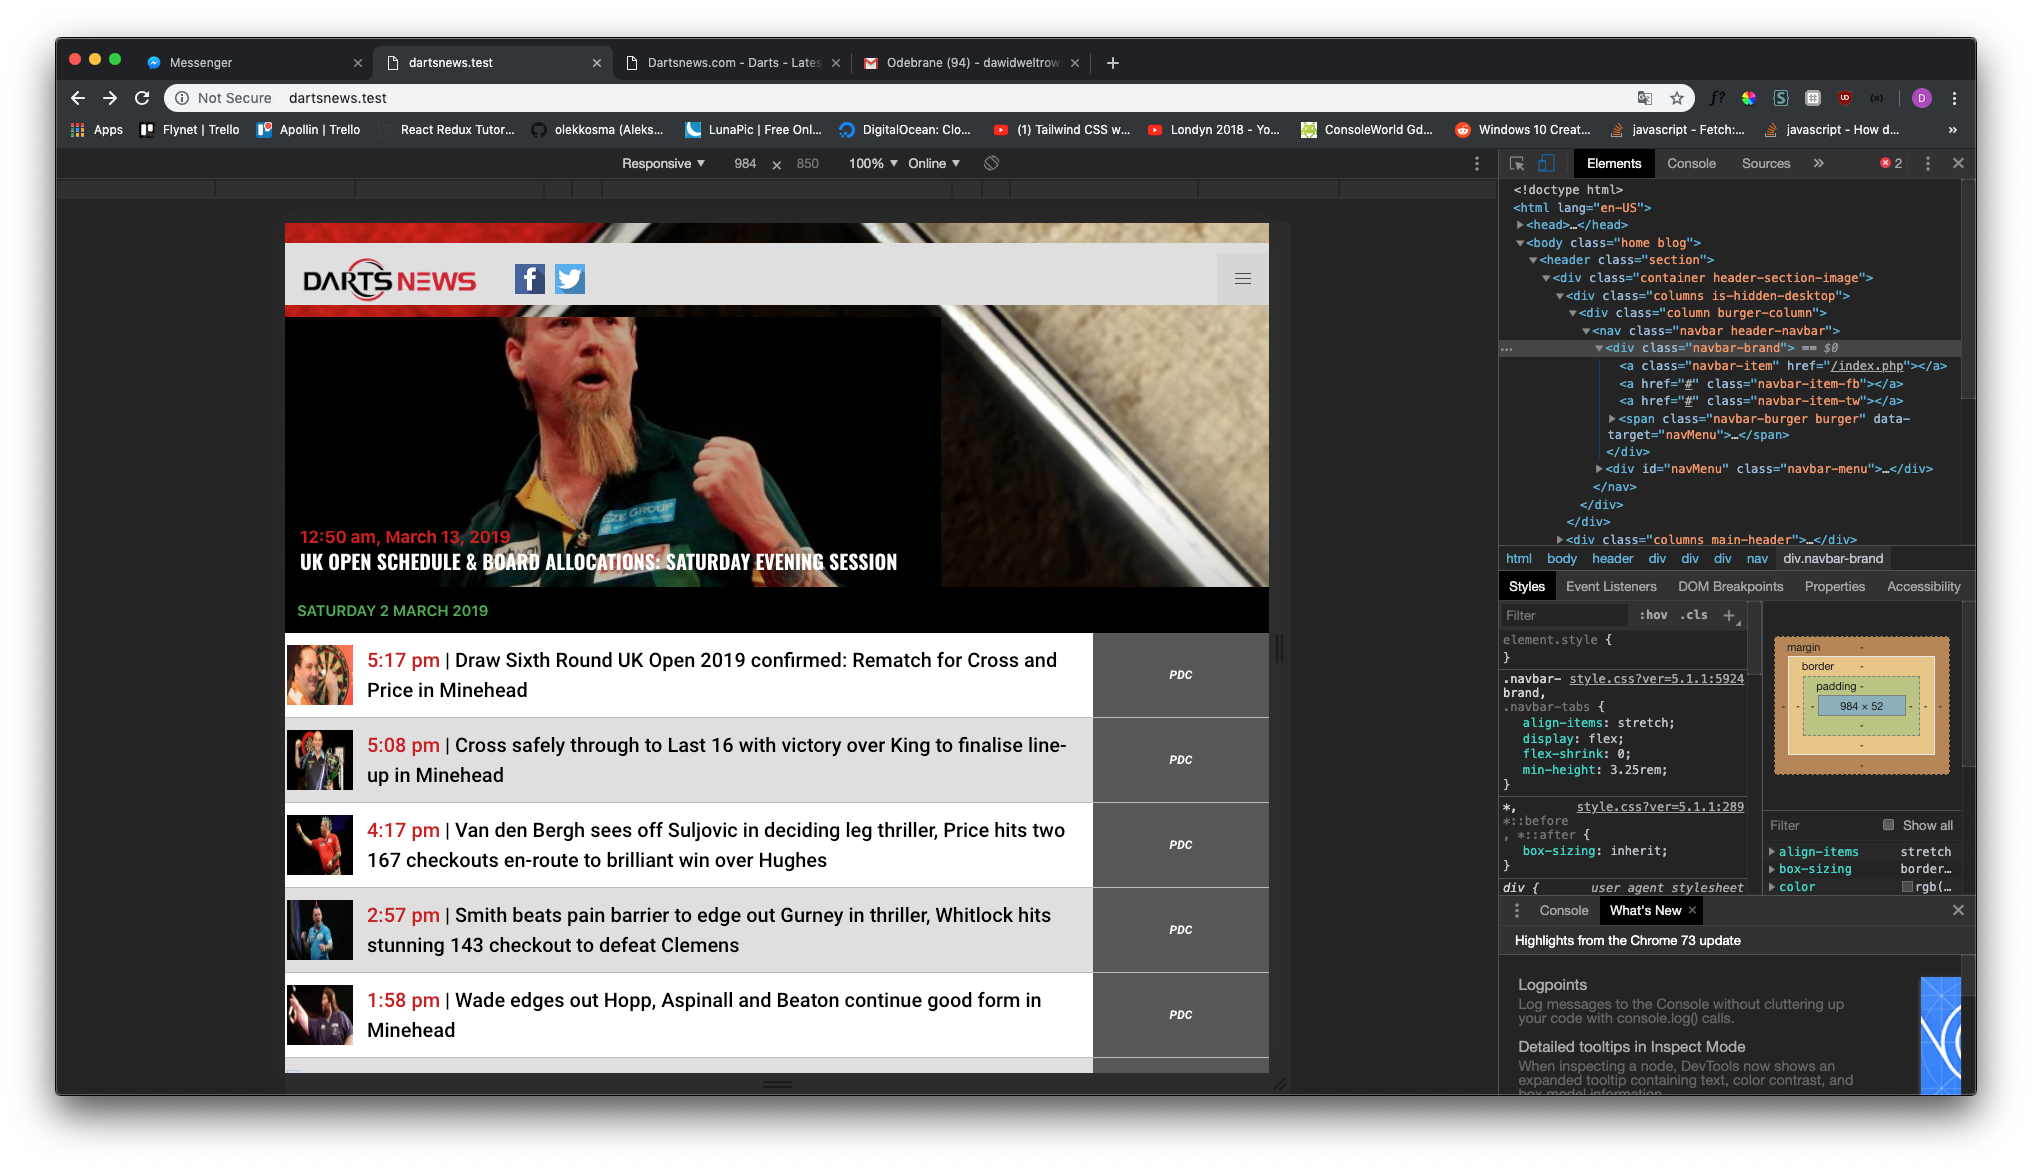 Messenger
dartsnews.test
Dartsnews.com - Darts - Lates
Odebrane (94) - dawidweltrow
Not Secure
dartsnews.test
f?
UD
D
Apps
Flynet | Trello
Apollin | Trello
React Redux Tutor...
olekkosma (Aleks...
LunaPic | Free Onl...
DigitalOcean: Clo...
(1) Tailwind CSS w...
Londyn 2018 - Yo...
ConsoleWorld Gd...
Windows 10 Creat...
javascript - Fetch:...
javascript - How d...
»
Responsive ▼ 984 × 850 100% ▼ Online ▼
DARTS NEWS
12:50 am, March 13, 2019
UK OPEN SCHEDULE & BOARD ALLOCATIONS: SATURDAY EVENING SESSION
SATURDAY 2 MARCH 2019
5:17 pm | Draw Sixth Round UK Open 2019 confirmed: Rematch for Cross and
Price in Minehead
PDC
5:08 pm | Cross safely through to Last 16 with victory over King to finalise line-
up in Minehead
PDC
4:17 pm | Van den Bergh sees off Suljovic in deciding leg thriller, Price hits two
167 checkouts en-route to brilliant win over Hughes
PDC
2:57 pm | Smith beats pain barrier to edge out Gurney in thriller, Whitlock hits
stunning 143 checkout to defeat Clemens
PDC
1:58 pm | Wade edges out Hopp, Aspinall and Beaton continue good form in
Minehead
PDC
Elements Console Sources » 2
<!doctype html>
<html lang="en-US">
<head>…</head>
<body class="home blog">
<header class="section">
<div class="container header-section-image">
<div class="columns is-hidden-desktop">
<div class="column burger-column">
<nav class="navbar header-navbar">
<div class="navbar-brand"> == $0
<a class="navbar-item" href="/index.php"></a>
<a href="#" class="navbar-item-fb"></a>
<a href="#" class="navbar-item-tw"></a>
<span class="navbar-burger burger" data-
target="navMenu">…</span>
</div>
<div id="navMenu" class="navbar-menu">…</div>
</nav>
</div>
</div>
<div class="columns main-header">…</div>
html body header div div div nav div.navbar-brand
Styles Event Listeners DOM Breakpoints Properties Accessibility
Filter :hov .cls +
element.style {
}
.navbar- style.css?ver=5.1.1:5924
brand,
.navbar-tabs {
align-items: stretch;
display: flex;
flex-shrink: 0;
min-height: 3.25rem;
}
*, style.css?ver=5.1.1:289
*::before
, *::after {
box-sizing: inherit;
}
div { user agent stylesheet
margin -
border -
padding -
984 × 52
Filter Show all
align-items stretch
box-sizing border…
color rgb(…
Console What's New ×
Highlights from the Chrome 73 update
Logpoints
Log messages to the Console without cluttering up
your code with console.log() calls.
Detailed tooltips in Inspect Mode
When inspecting a node, DevTools now shows an
expanded tooltip containing text, color contrast, and
box model information